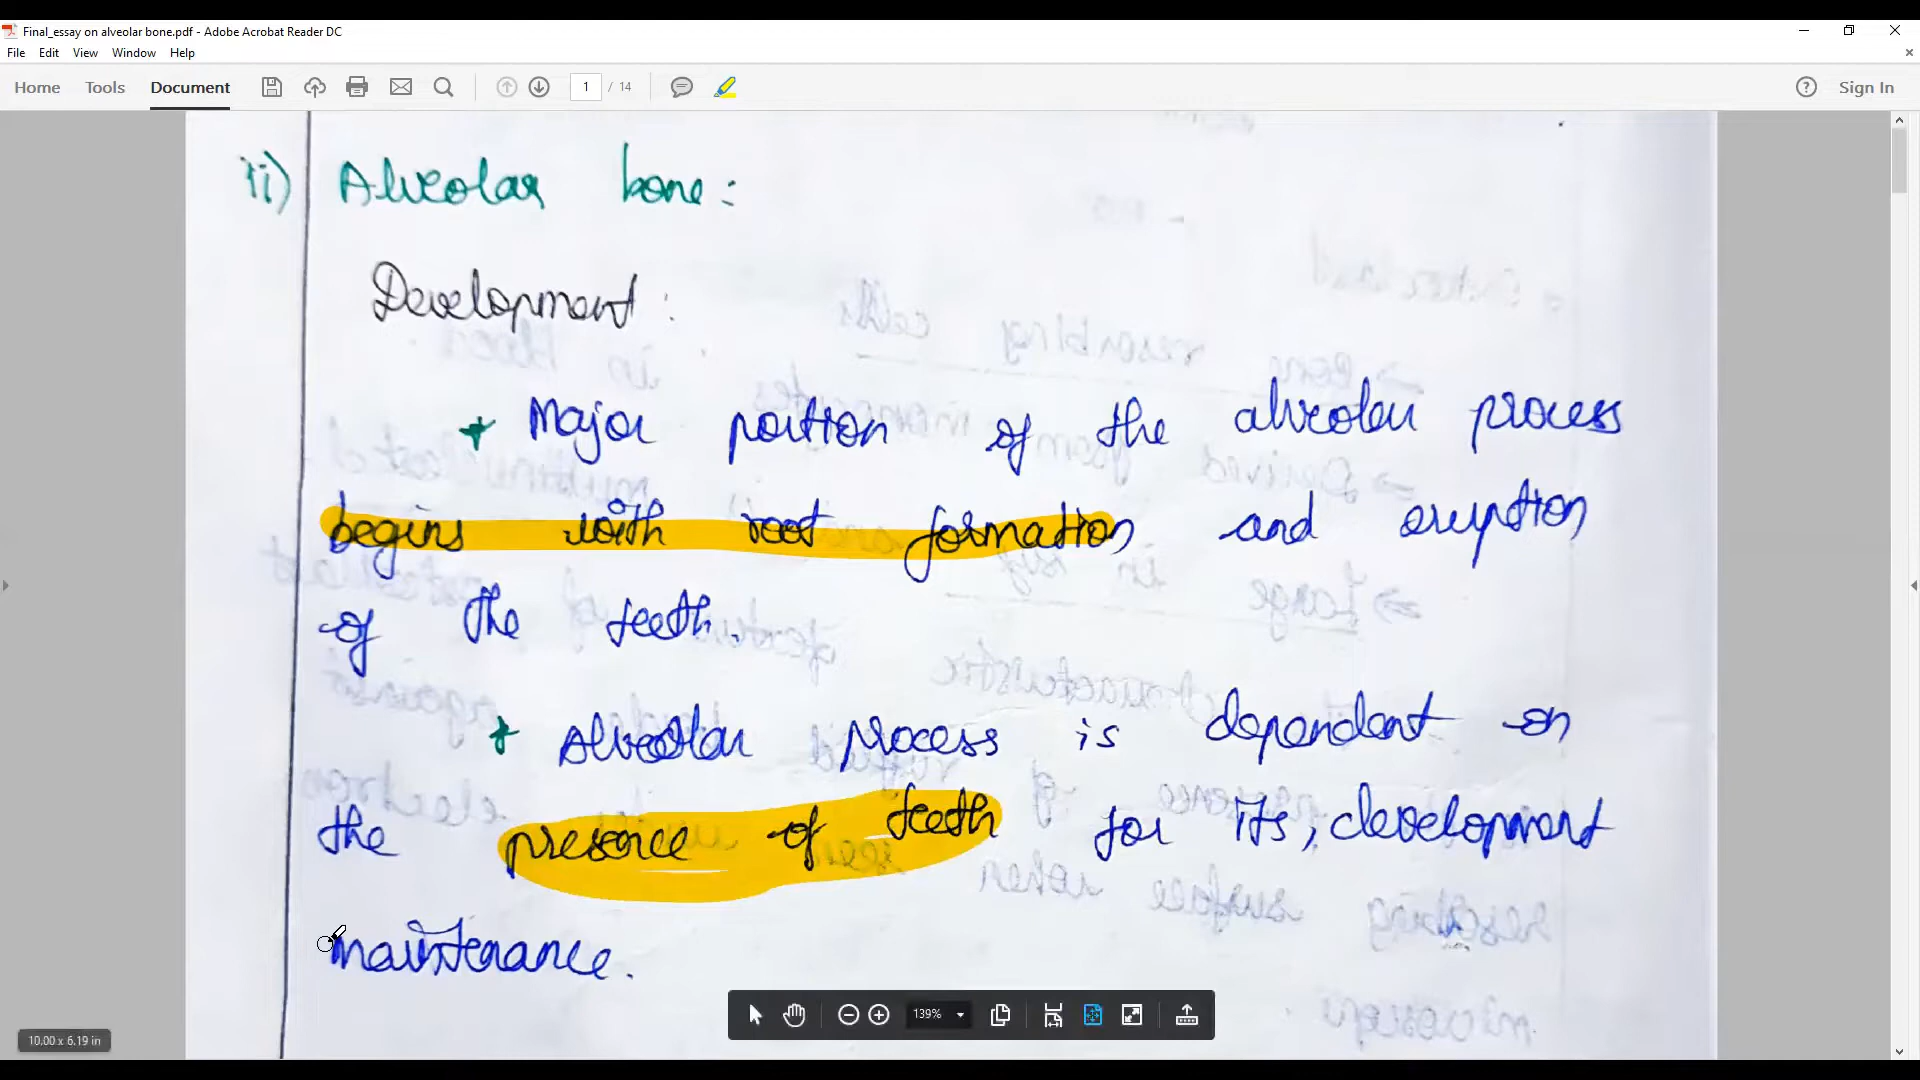 Final_essay on alveolar bone.pdf - Adobe Acrobat Reader DC
File Edit View Window Help
Home Tools Document 1 / 14 Sign In
ii) Alveolar bone:
Development:
+ Major portion of the alveolar process
begins with root formation and eruption
of the teeth.
+ Alveolar process is dependent on
the presence of teeth for its, development
maintenance.
139%
10.00 x 6.19 in